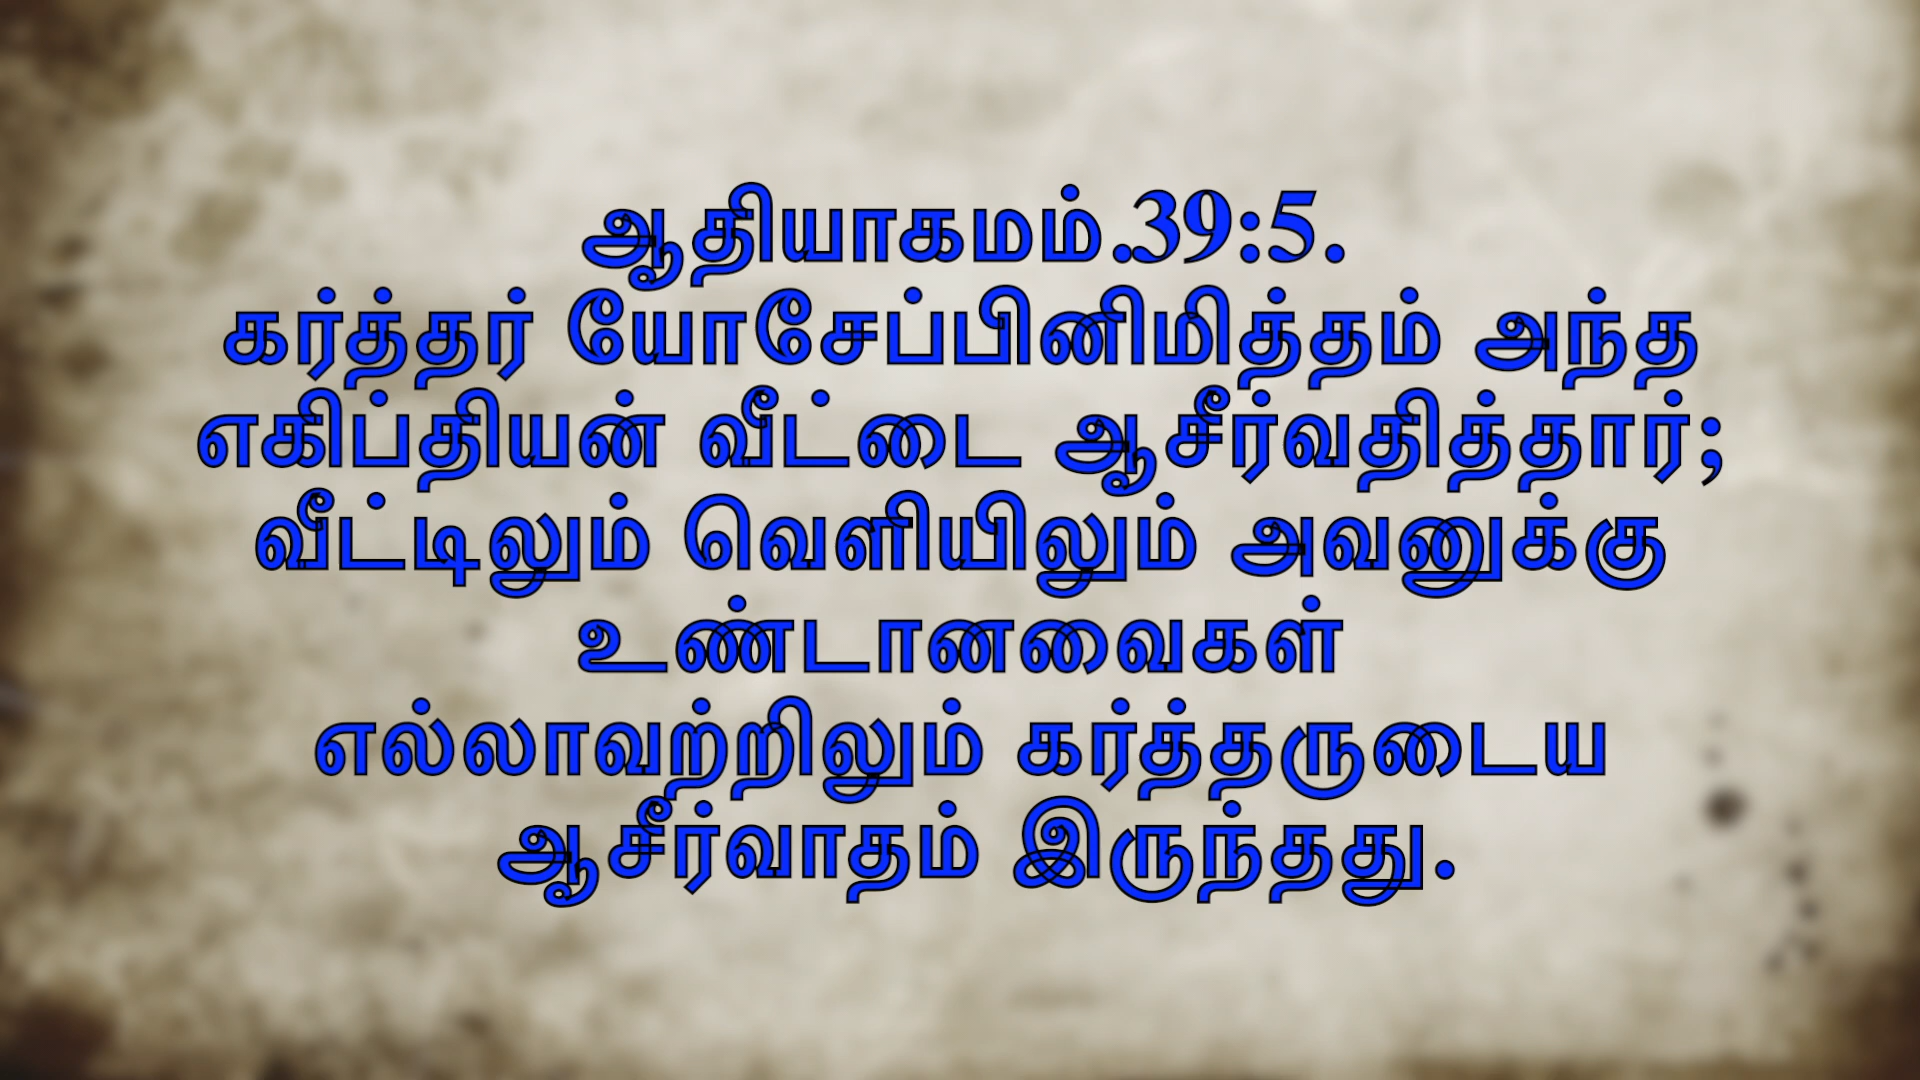 ஆதியாகமம்.39:5.
கர்த்தர் யோசேப்பினிமித்தம் அந்த
எகிப்தியன் வீட்டை ஆசீர்வதித்தார்;
வீட்டிலும் வெளியிலும் அவனுக்கு
உண்டானவைகள்
எல்லாவற்றிலும் கர்த்தருடைய
ஆசீர்வாதம் இருந்தது.